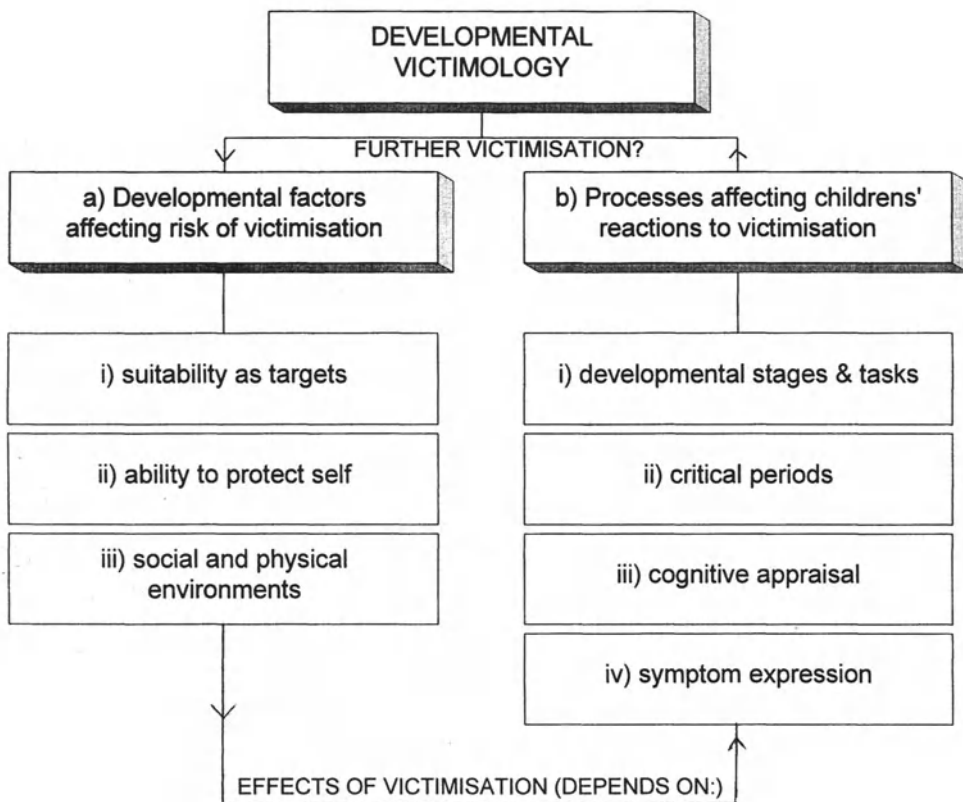 DEVELOPMENTAL
VICTIMOLOGY
FURTHER VICTIMISATION?
a) Developmental factors
affecting risk of victimisation
b) Processes affecting childrens'
reactions to victimisation
i) suitability as targets
ii) ability to protect self
iii) social and physical
environments
i) developmental stages & tasks
ii) critical periods
iii) cognitive appraisal
iv) symptom expression
EFFECTS OF VICTIMISATION (DEPENDS ON:)